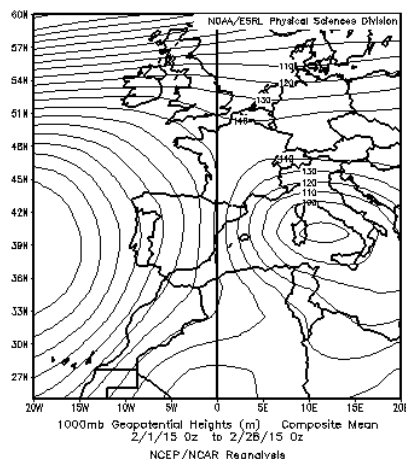 60N
NOAA/ESRL Physical Sciences Division
57N
110
54N
120
130
51N
140
48N
140
130
45N
120
110
42N
100
39N
36N
33N
30N
27N
20W 15W 10W 5W 0 5E 10E 15E 20E
1000mb Geopotential Heights (m) Composite Mean
2/1/15 0z to 2/28/15 0z
NCEP/NCAR Reanalysis